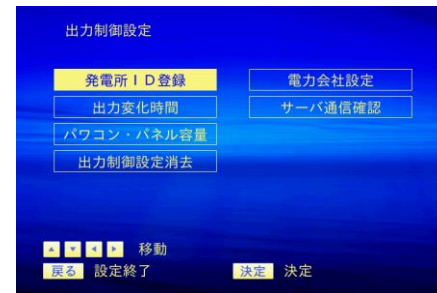 出力制御設定
発電所ID登録
電力会社設定
出力変化時間
サーバ通信確認
パワコン・パネル容量
出力制御設定消去
▲ ▼ ◀ ▶ 移動
戻る 設定終了
決定 決定